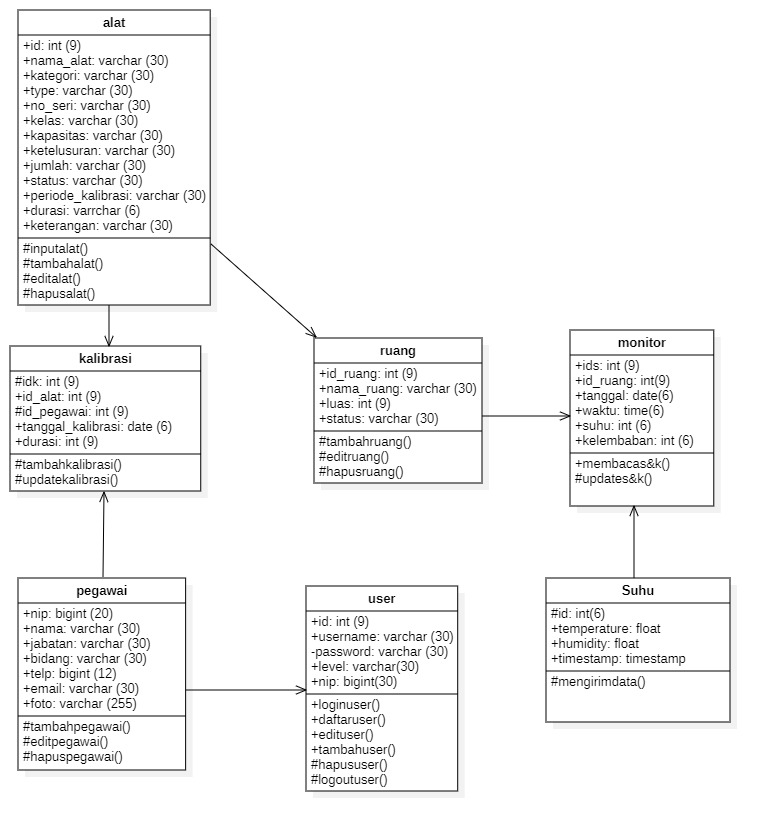 alat
+id: int (9)
+nama_alat: varchar (30)
+kategori: varchar (30)
+type: varchar (30)
+no_seri: varchar (30)
+kelas: varchar (30)
+kapasitas: varchar (30)
+ketelusuran: varchar (30)
+jumlah: varchar (30)
+status: varchar (30)
+periode_kalibrasi: varchar (30)
+durasi: varrchar (6)
+keterangan: varchar (30)
#inputalat()
#tambahalat()
#editalat()
#hapusalat()
kalibrasi
#idk: int (9)
+id_alat: int (9)
#id_pegawai: int (9)
+tanggal_kalibrasi: date (6)
+durasi: int (9)
#tambahkalibrasi()
#updatekalibrasi()
ruang
+id_ruang: int (9)
+nama_ruang: varchar (30)
+luas: int (9)
+status: varchar (30)
#tambahruang()
#editruang()
#hapusruang()
monitor
+ids: int (9)
+id_ruang: int(9)
+tanggal: date(6)
+waktu: time(6)
+suhu: int (6)
+kelembaban: int (6)
+membacas&k()
#updates&k()
pegawai
+nip: bigint (20)
+nama: varchar (30)
+jabatan: varchar (30)
+bidang: varchar (30)
+telp: bigint (12)
+email: varchar (30)
+foto: varchar (255)
#tambahpegawai()
#editpegawai()
#hapuspegawai()
user
+id: int (9)
+username: varchar (30)
-password: varchar (30)
+level: varchar(30)
+nip: bigint(30)
+loginuser()
+daftaruser()
+edituser()
+tambahuser()
#hapususer()
#logoutuser()
Suhu
#id: int(6)
+temperature: float
+humidity: float
+timestamp: timestamp
#mengirimdata()